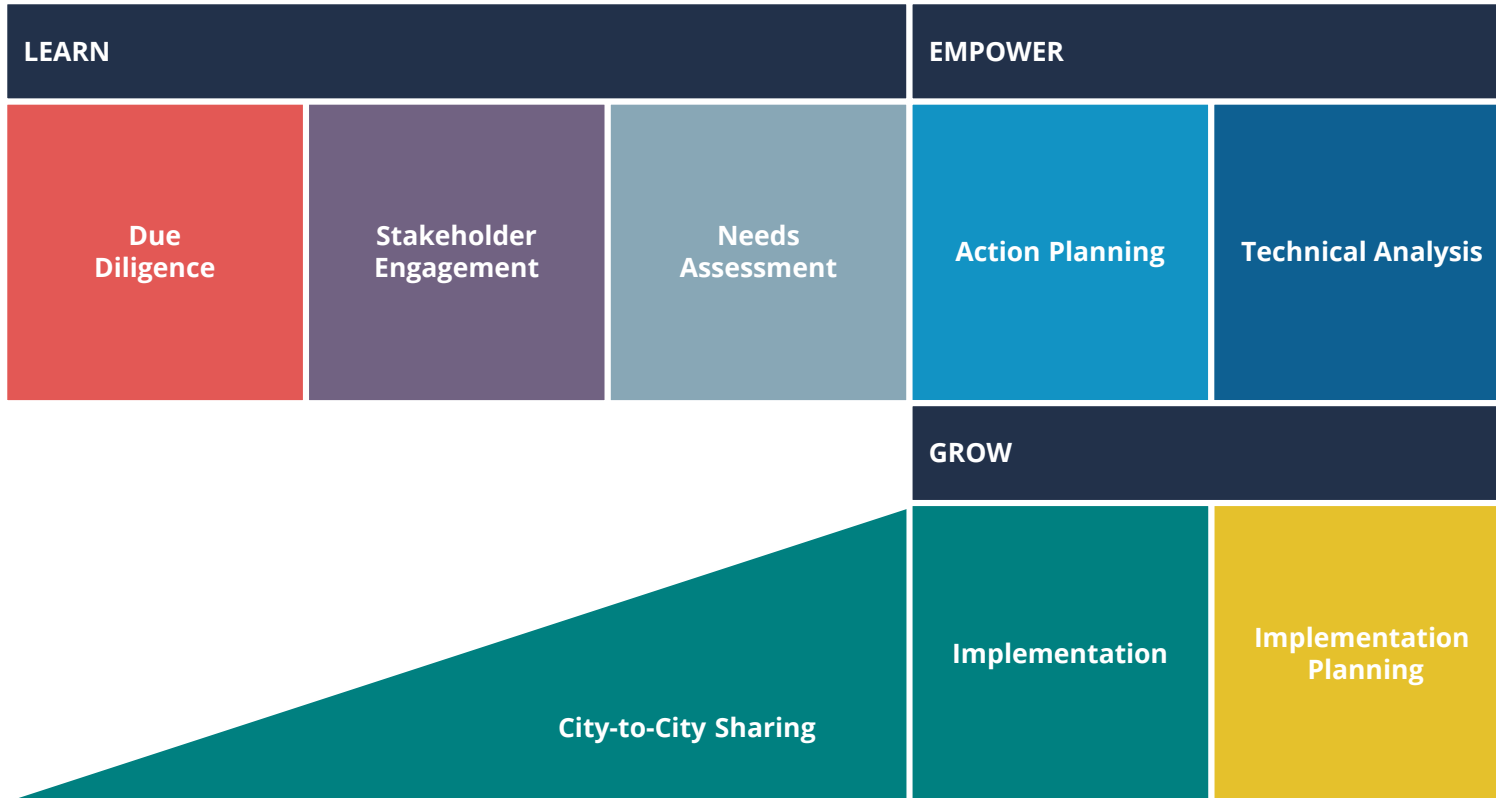 LEARN
EMPOWER
Due
Diligence
Stakeholder
Engagement
Needs
Assessment
Action Planning
Technical Analysis
GROW
Implementation
Implementation
Planning
City-to-City Sharing